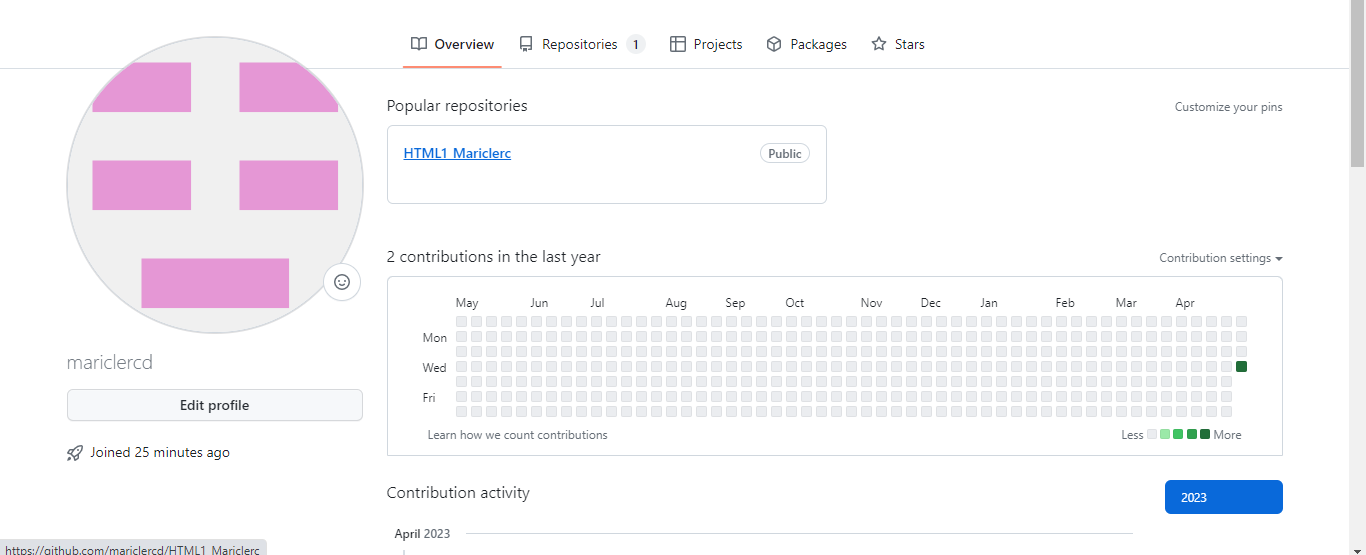 Overview Repositories 1 Projects Packages Stars
Popular repositories Customize your pins
HTML1_Mariclerc Public
2 contributions in the last year Contribution settings
May Jun Jul Aug Sep Oct Nov Dec Jan Feb Mar Apr
Mon
Wed
Fri
Learn how we count contributions Less More
mariclercd
Edit profile
Joined 25 minutes ago
Contribution activity 2023
April 2023
https://github.com/mariclercd/HTML1_Mariclerc